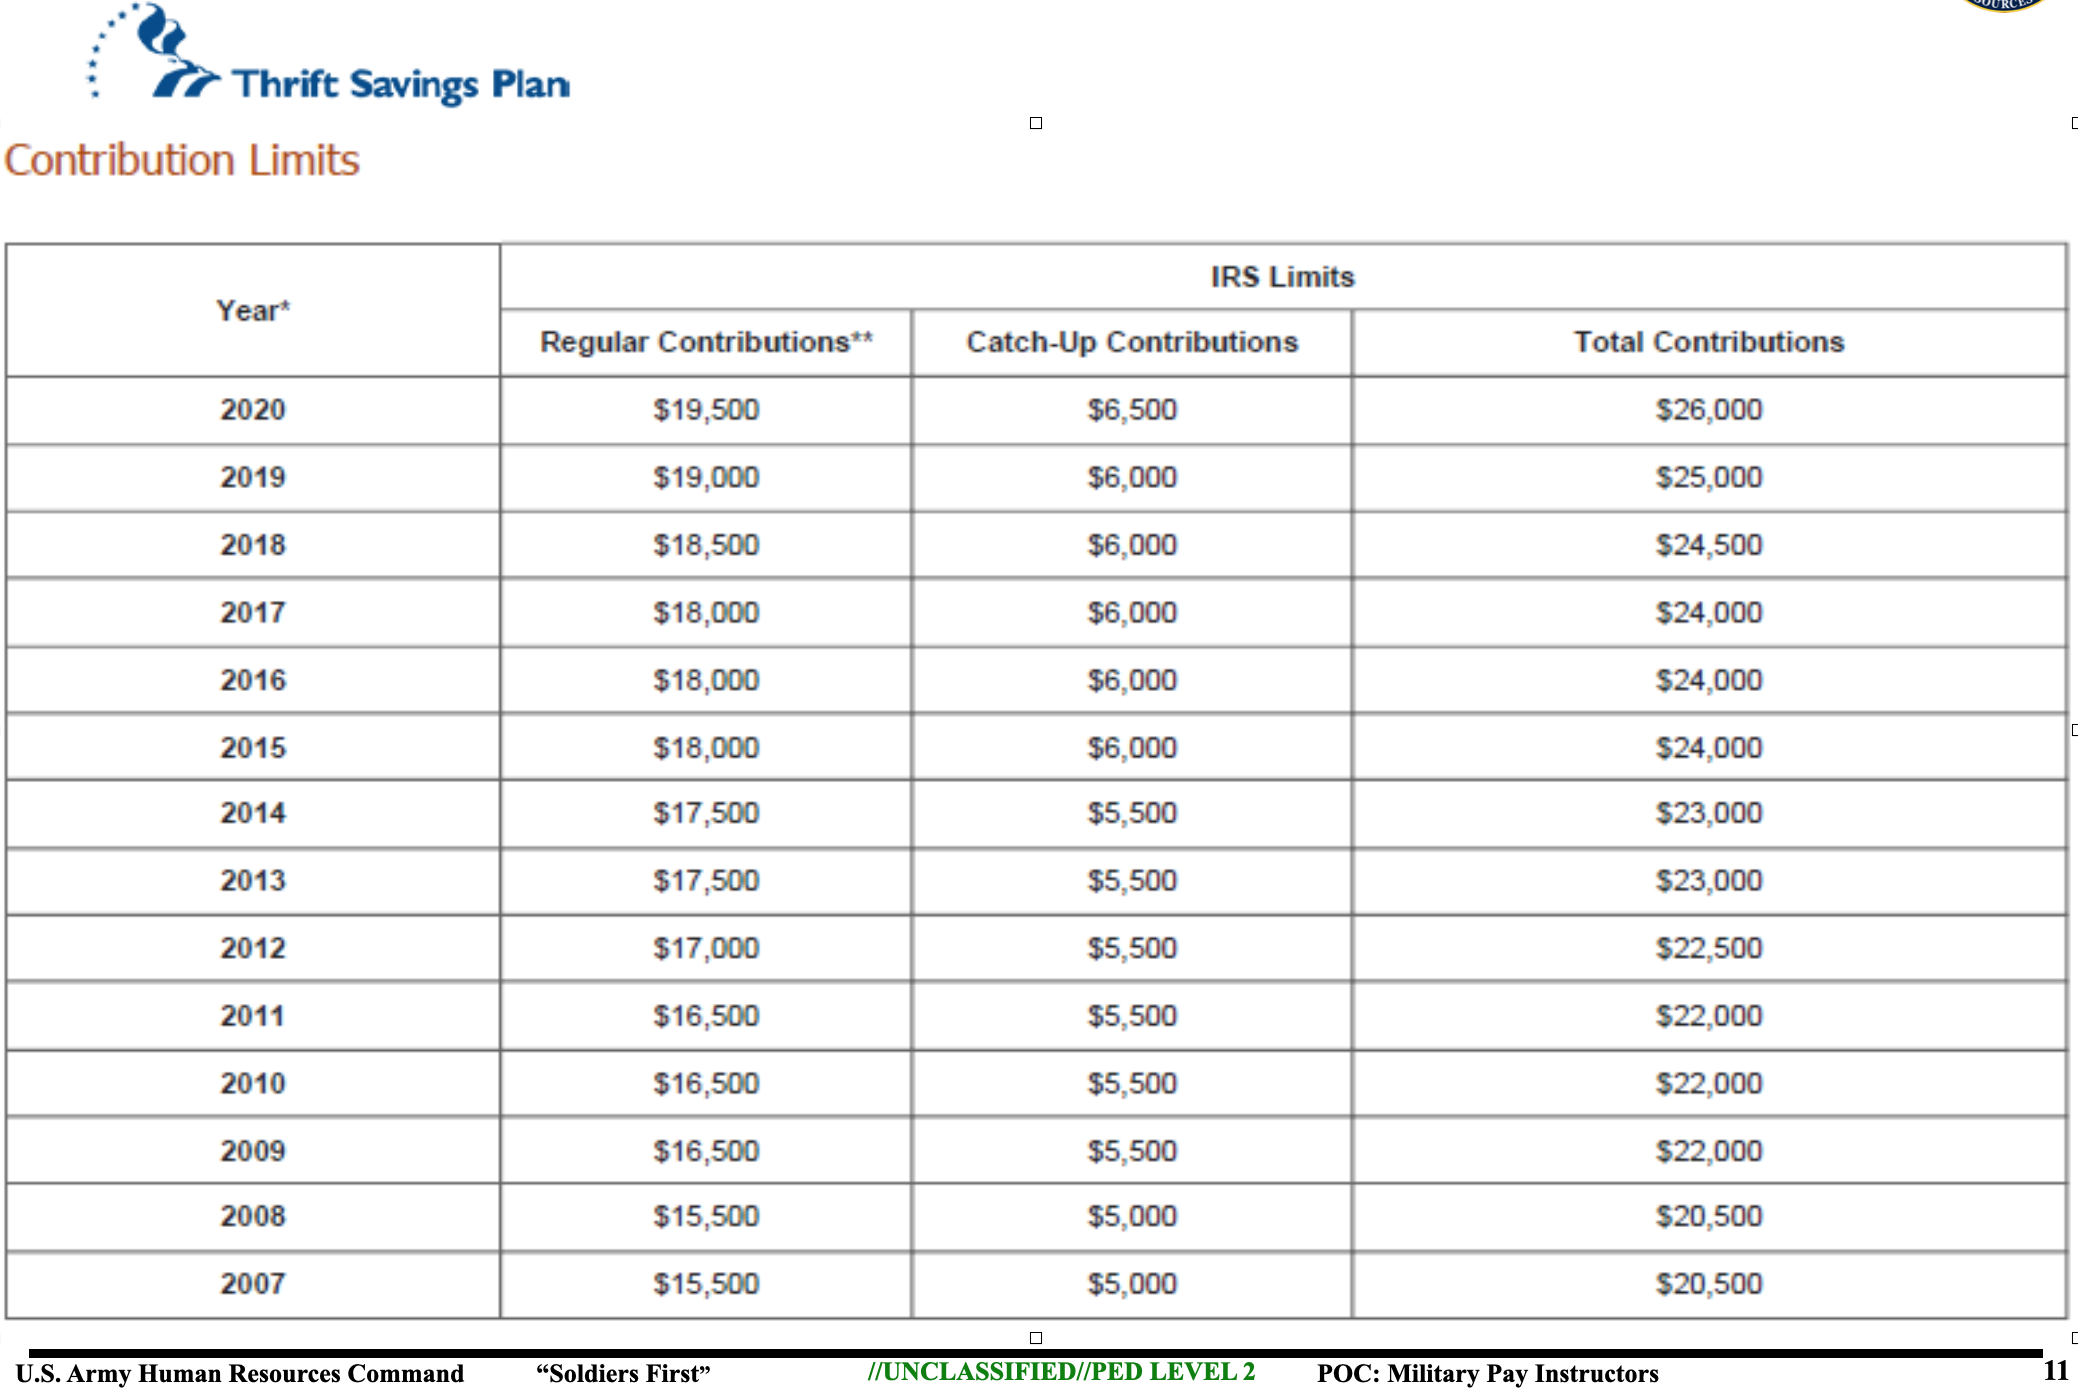 OURCES
Thrift Savings Plan
Contribution Limits
Year*
IRS Limits
Regular Contributions** Catch-Up Contributions Total Contributions
2020 $19,500 $6,500 $26,000
2019 $19,000 $6,000 $25,000
2018 $18,500 $6,000 $24,500
2017 $18,000 $6,000 $24,000
2016 $18,000 $6,000 $24,000
2015 $18,000 $6,000 $24,000
2014 $17,500 $5,500 $23,000
2013 $17,500 $5,500 $23,000
2012 $17,000 $5,500 $22,500
2011 $16,500 $5,500 $22,000
2010 $16,500 $5,500 $22,000
2009 $16,500 $5,500 $22,000
2008 $15,500 $5,000 $20,500
2007 $15,500 $5,000 $20,500
U.S. Army Human Resources Command “Soldiers First” //UNCLASSIFIED//PED LEVEL 2 POC: Military Pay Instructors 11